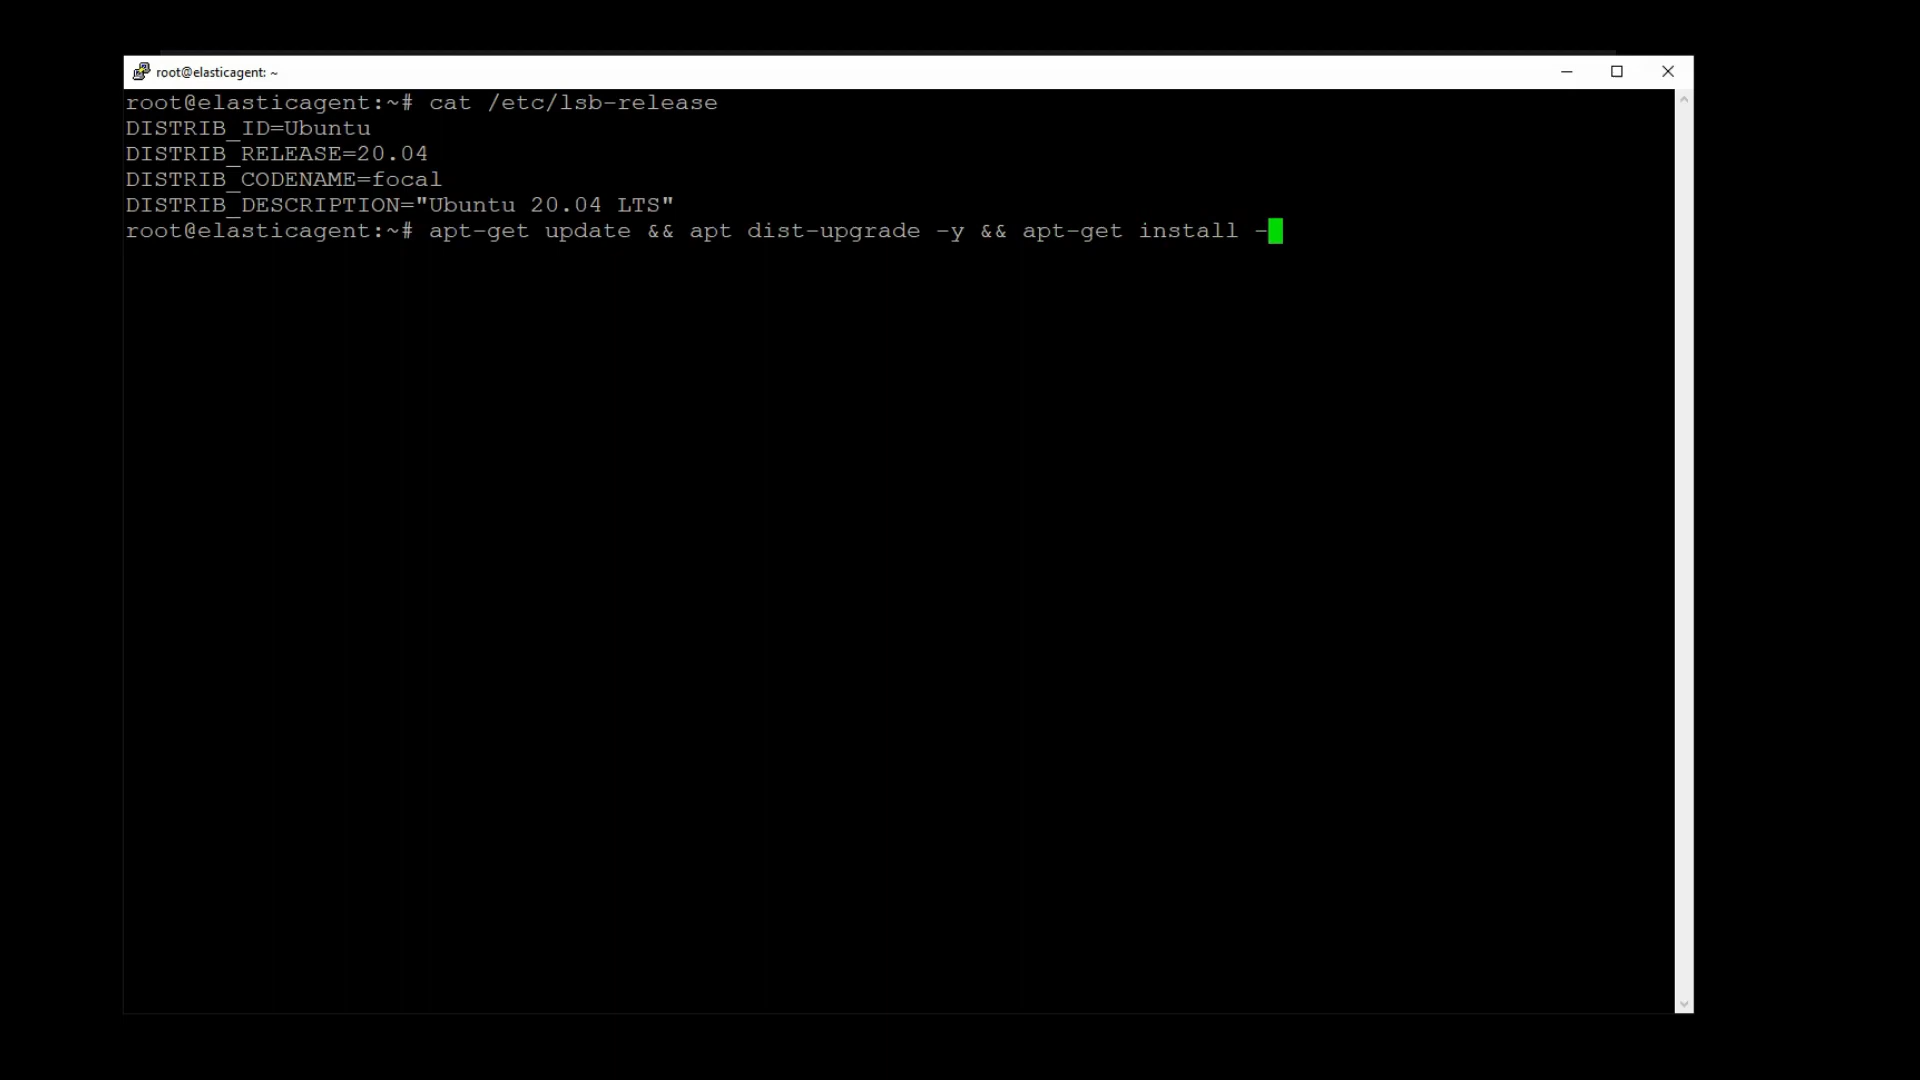 root@elasticagent: ~
root@elasticagent:~# cat /etc/lsb-release
DISTRIB_ID=Ubuntu
DISTRIB_RELEASE=20.04
DISTRIB_CODENAME=focal
DISTRIB_DESCRIPTION="Ubuntu 20.04 LTS"
root@elasticagent:~# apt-get update && apt dist-upgrade -y && apt-get install -